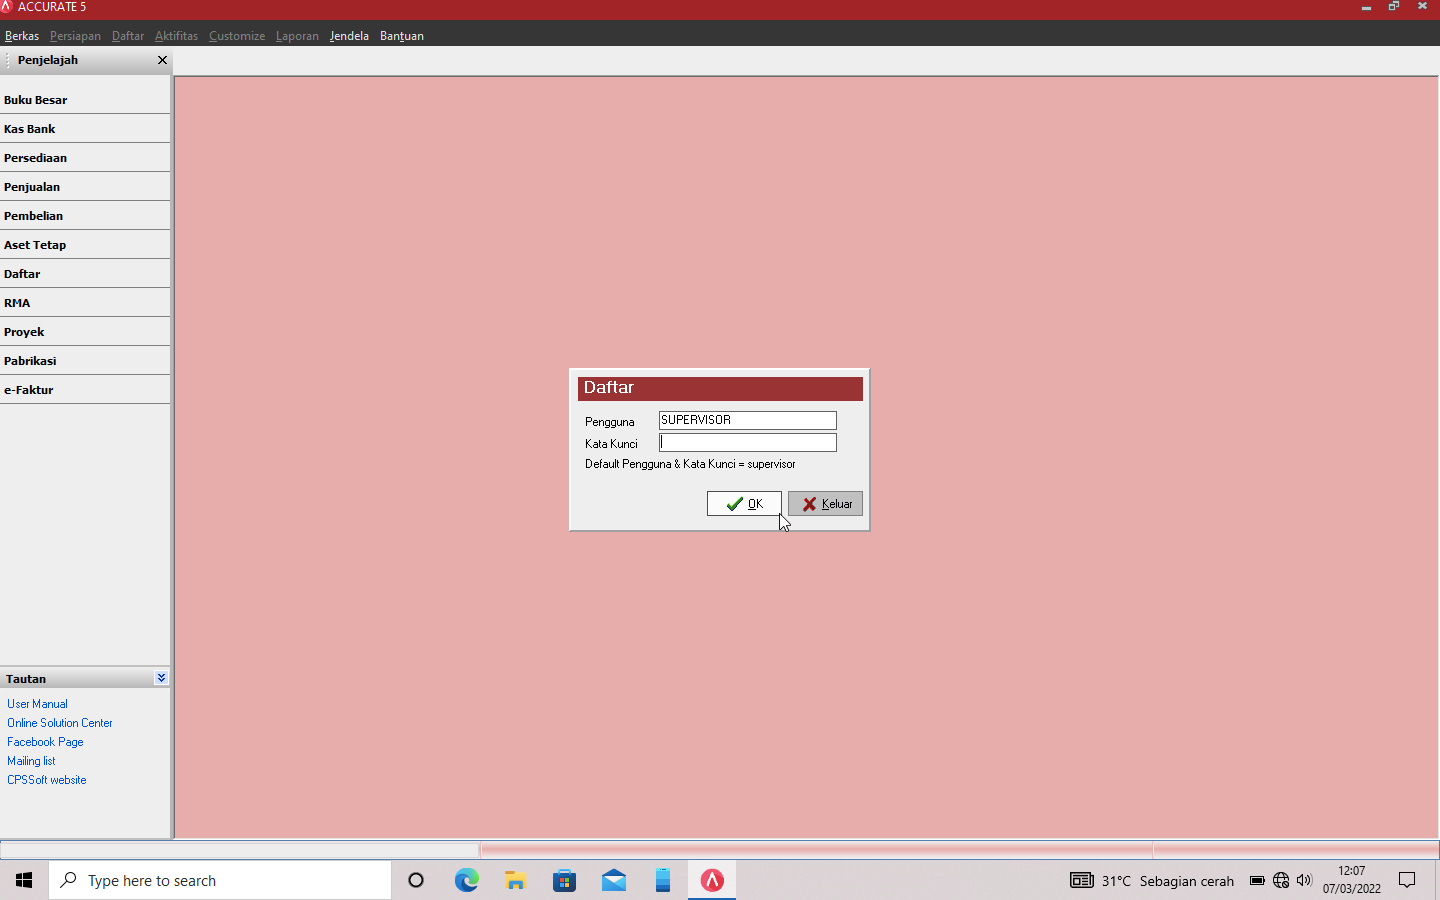 ACCURATE 5
Berkas Persiapan Daftar Aktifitas Customize Laporan Jendela Bantuan
Penjelajah
Buku Besar
Kas Bank
Persediaan
Penjualan
Pembelian
Aset Tetap
Daftar
RMA
Proyek
Pabrikasi
e-Faktur
Daftar
Pengguna SUPERVISOR
Kata Kunci
Default Pengguna & Kata Kunci = supervisor
OK Keluar
Tautan
User Manual
Online Solution Center
Facebook Page
Mailing list
CPSSoft website
Type here to search
31°C Sebagian cerah
12:07
07/03/2022